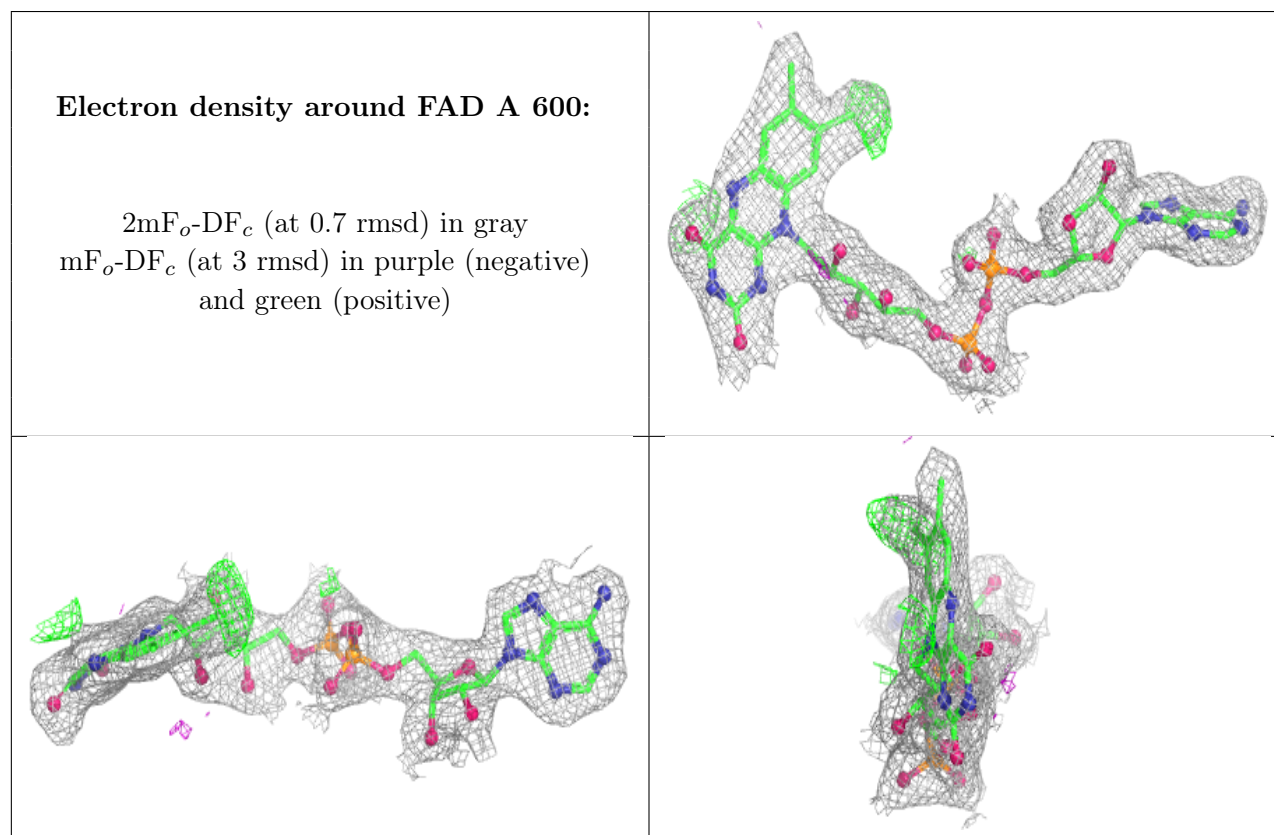 Electron density around FAD A 600:
2mFo-DFc (at 0.7 rmsd) in gray
mFo-DFc (at 3 rmsd) in purple (negative)
and green (positive)